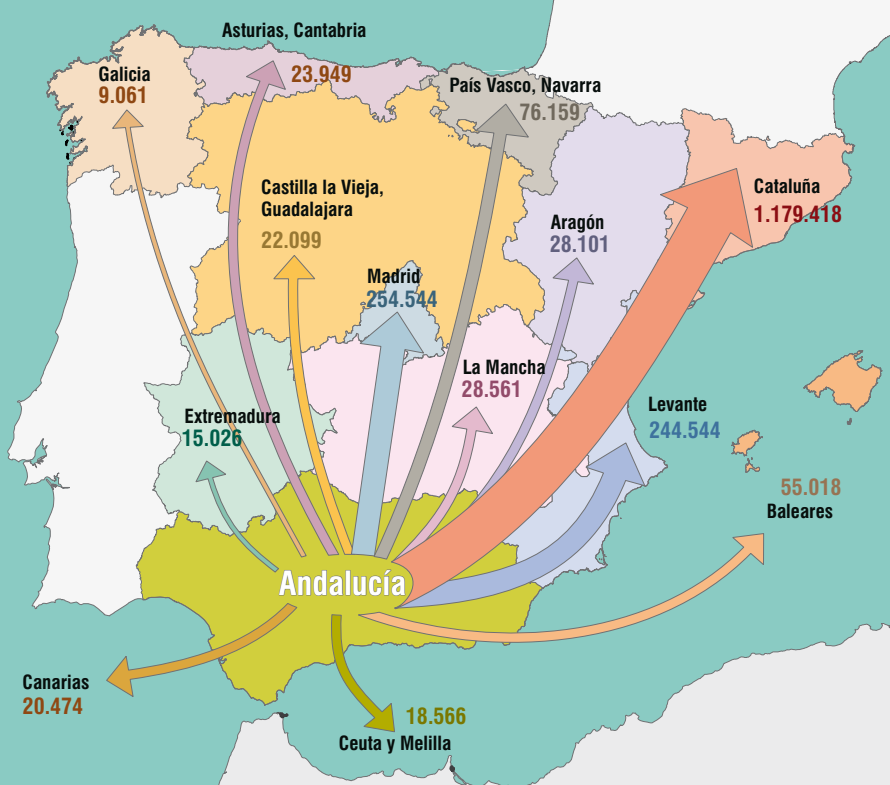 Asturias, Cantabria
23.949
Galicia
9.061
País Vasco, Navarra
76.159
Castilla la Vieja,
Guadalajara
22.099
Cataluña
1.179.418
Aragón
28.101
Madrid
254.544
La Mancha
28.561
Extremadura
15.026
Levante
244.544
55.018
Baleares
Andalucía
Canarias
20.474
18.566
Ceuta y Melilla